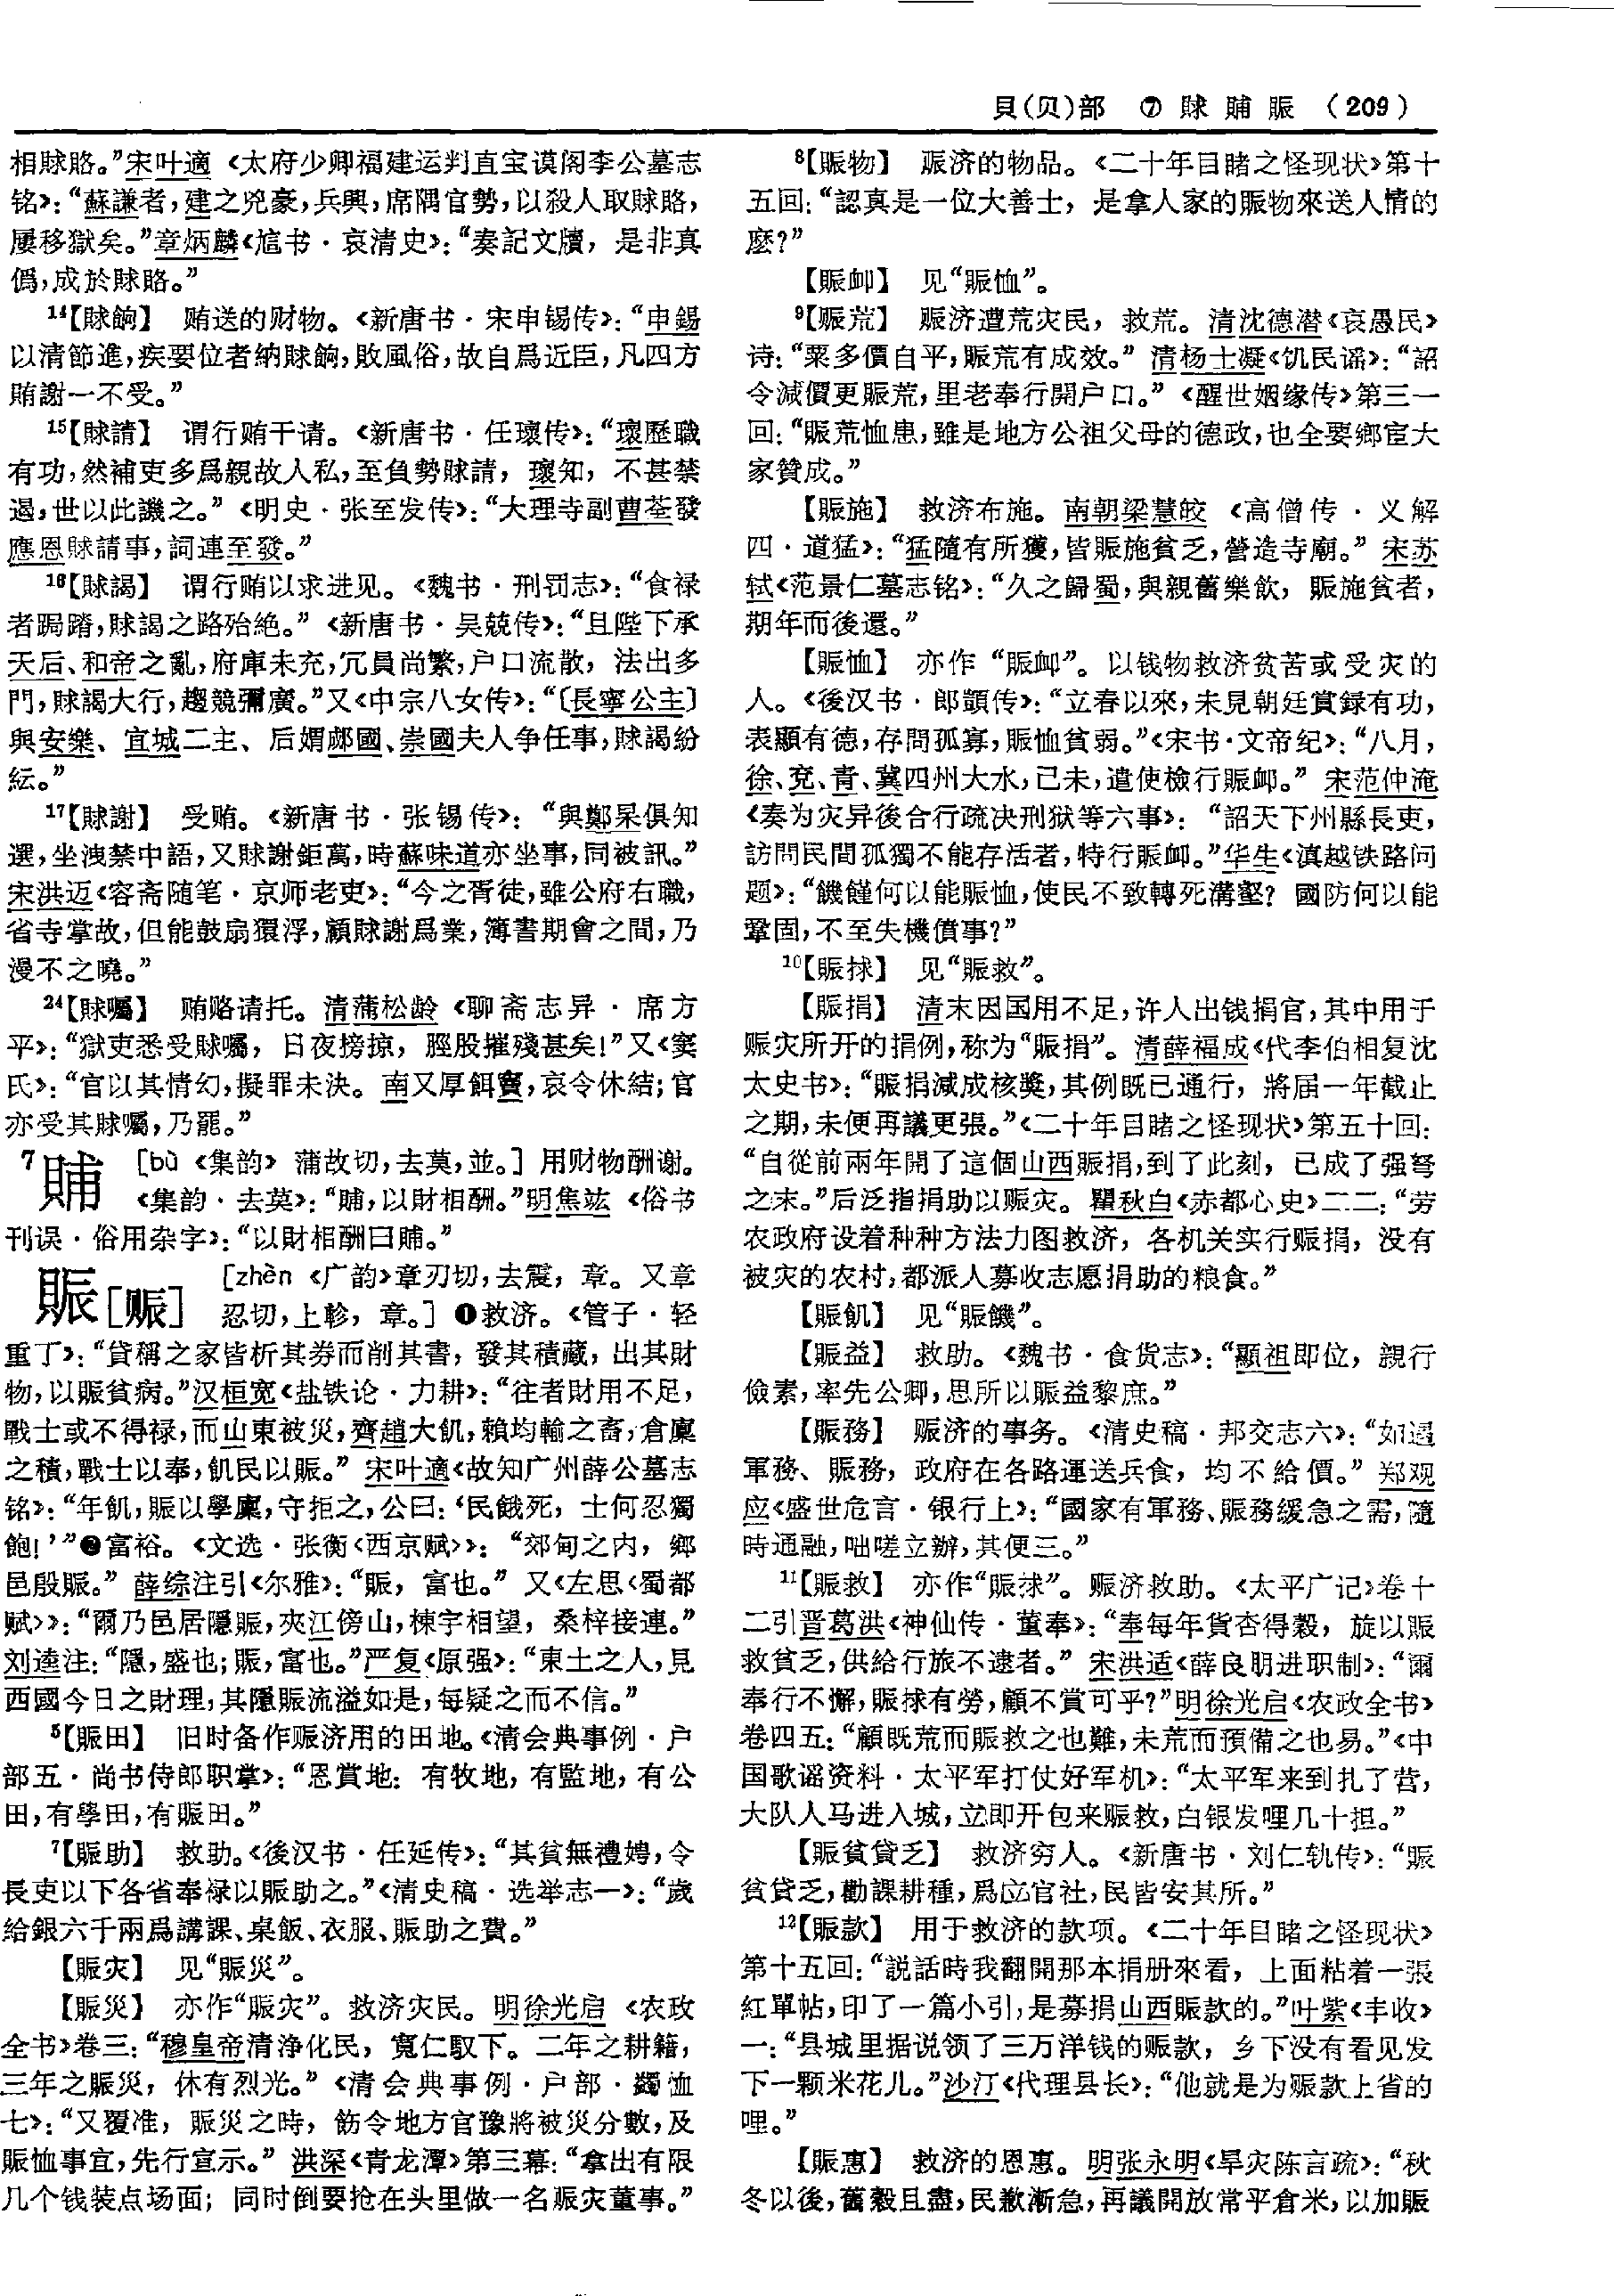 貝(贝)部 ⑦ 賕 䝵 賑 (209)
相賕賂。”宋叶適《太府少卿福建运判直宝谟阁李公墓志
铭》：“蘇謙者，建之兇豪，兵興，席隅官勢，以殺人取賕賂，
屢移獄矣。”章炳麟《訄书·哀清史》：“奏記文牘，是非真
僞，成於賕賂。”
14【賕餉】 贿送的财物。《新唐书·宋申锡传》：“申錫
以清節進，疾要位者納賕餉，敗風俗，故自爲近臣，凡四方
賄謝一不受。”
15【賕請】 谓行贿干请。《新唐书·任瓌传》：“瓌歷職
有功，然補吏多爲親故人私，至負勢賕請，瓌知，不甚禁
遏，世以此譏之。”《明史·张至发传》：“大理寺副曹荃發
應恩賕請事，詞連至發。”
16【賕謁】 谓行贿以求进见。《魏书·刑罚志》：“食禄
者跼蹐，賕謁之路殆絶。”《新唐书·吴兢传》：“且陛下承
天后、和帝之亂，府庫未充，冗員尚繁，户口流散，法出多
門，賕謁大行，趨競彌廣。”又《中宗八女传》：“〔長寧公主〕
與安樂、宜城二主、后媦郕國、崇國夫人争任事，賕謁紛
紜。”
17【賕謝】 受贿。《新唐书·张锡传》：“與鄭杲俱知
選，坐洩禁中語，又賕謝鉅萬，時蘇味道亦坐事，同被訊。”
宋洪迈《容斋随笔·京师老吏》：“今之胥徒，雖公府右職，
省寺掌故，但能鼓扇獧浮，顧賕謝爲業，簿書期會之間，乃
漫不之曉。”
24【賕囑】 贿赂请托。清蒲松龄《聊斋志异·席方
平》：“獄吏悉受賕囑，日夜搒掠，脛股摧殘甚矣！”又《窦
氏》：“官以其情幻，擬罪未決。南又厚餌竇，哀令休結；官
亦受其賕囑，乃罷。”
7䝵 [bù《集韵》蒲故切，去莫，並。]用财物酬谢。
《集韵·去莫》：“䝵，以財相酬。”明焦竑《俗书
刊误·俗用杂字》：“以財相酬曰䝵。”
賑[赈] [zhèn《广韵》章刃切，去震，章。又章
忍切，上軫，章。]❶救济。《管子·轻
重丁》：“貸稱之家皆析其券而削其書，發其積藏，出其財
物，以賑貧病。”汉桓宽《盐铁论·力耕》：“往者財用不足，
戰士或不得禄，而山東被災，齊趙大飢，賴均輸之畜，倉廩
之積，戰士以奉，飢民以賑。”宋叶適《故知广州薛公墓志
铭》：“年飢，賑以學廩，守拒之，公曰：‘民餓死，士何忍獨
飽！’”❷富裕。《文选·张衡〈西京赋〉》：“郊甸之内，鄉
邑殷賑。”薛综注引《尔雅》：“賑，富也。”又《左思〈蜀都
赋〉》：“爾乃邑居隱賑，夾江傍山，棟宇相望，桑梓接連。”
刘逵注：“隱，盛也；賑，富也。”严复《原强》：“東土之人，見
西國今日之財理，其隱賑流溢如是，每疑之而不信。”
5【賑田】 旧时备作赈济用的田地。《清会典事例·户
部五·尚书侍郎职掌》：“恩賞地：有牧地，有監地，有公
田，有學田，有賑田。”
7【賑助】 救助。《後汉书·任延传》：“其貧無禮娉，令
長吏以下各省奉禄以賑助之。”《清史稿·选举志一》：“歲
給銀六千兩爲講課、桌飯、衣服、賑助之費。”
【賑灾】 见“賑災”。
【賑災】 亦作“賑灾”。救济灾民。明徐光启《农政
全书》卷三：“穆皇帝清浄化民，寬仁馭下。二年之耕籍，
三年之賑災，休有烈光。”《清会典事例·户部·蠲恤
七》：“又覆准，賑災之時，飭令地方官豫將被災分數，及
賑恤事宜，先行宣示。”洪深《青龙潭》第三幕：“拿出有限
几个钱装点场面；同时倒要抢在头里做一名赈灾董事。”
8【賑物】 赈济的物品。《二十年目睹之怪现状》第十
五回：“認真是一位大善士，是拿人家的賑物來送人情的
麽？”
【賑卹】 见“賑恤”。
9【賑荒】 赈济遭荒灾民，救荒。清沈德潜《哀愚民》
诗：“粟多價自平，賑荒有成效。”清杨士凝《饥民谣》：“詔
令減價更賑荒，里老奉行開户口。”《醒世姻缘传》第三一
回：“賑荒恤患，雖是地方公祖父母的德政，也全要鄉宦大
家贊成。”
【賑施】 救济布施。南朝梁慧皎《高僧传·义解
四·道猛》：“猛隨有所獲，皆賑施貧乏，營造寺廟。”宋苏
轼《范景仁墓志铭》：“久之歸蜀，與親舊樂飲，賑施貧者，
期年而後還。”
【賑恤】 亦作“賑卹”。以钱物救济贫苦或受灾的
人。《後汉书·郎顗传》：“立春以來，未見朝廷賞録有功，
表顯有德，存問孤寡，賑恤貧弱。”《宋书·文帝纪》：“八月，
徐、兗、青、冀四州大水，己未，遣使檢行賑卹。”宋范仲淹
《奏为灾异後合行疏决刑狱等六事》：“詔天下州縣長吏，
訪問民間孤獨不能存活者，特行賑卹。”华生《滇越铁路问
题》：“饑饉何以能賑恤，使民不致轉死溝壑？國防何以能
鞏固，不至失機僨事？”
10【賑捄】 见“賑救”。
【賑捐】 清末因国用不足，许人出钱捐官，其中用于
赈灾所开的捐例，称为“賑捐”。清薛福成《代李伯相复沈
太史书》：“賑捐減成核獎，其例既已通行，將届一年截止
之期，未便再議更張。”《二十年目睹之怪现状》第五十回：
“自從前兩年開了這個山西賑捐，到了此刻，已成了强弩
之末。”后泛指捐助以赈灾。瞿秋白《赤都心史》二二：“劳
农政府设着种种方法力图救济，各机关实行赈捐，没有
被灾的农村，都派人募收志愿捐助的粮食。”
【賑飢】 见“賑饑”。
【賑益】 救助。《魏书·食货志》：“顯祖即位，親行
儉素，率先公卿，思所以賑益黎庶。”
【賑務】 赈济的事务。《清史稿·邦交志六》：“如遇
軍務、賑務，政府在各路運送兵食，均不給價。”郑观
应《盛世危言·银行上》：“國家有軍務、賑務緩急之需，隨
時通融，咄嗟立辦，其便三。”
11【賑救】 亦作“賑捄”。赈济救助。《太平广记》卷十
二引晋葛洪《神仙传·董奉》：“奉每年貨杏得穀，旋以賑
救貧乏，供給行旅不逮者。”宋洪适《薛良朋进职制》：“爾
奉行不懈，賑捄有勞，顧不賞可乎？”明徐光启《农政全书》
卷四五：“顧既荒而賑救之也難，未荒而預備之也易。”《中
国歌谣资料·太平军打仗好军机》：“太平军来到扎了营，
大队人马进入城，立即开包来赈救，白银发哩几十担。”
【賑貧貸乏】 救济穷人。《新唐书·刘仁轨传》：“賑
貧貸乏，勸課耕種，爲立官社，民皆安其所。”
12【賑款】 用于救济的款项。《二十年目睹之怪现状》
第十五回：“説話時我翻開那本捐册來看，上面粘着一張
紅單帖，印了一篇小引，是募捐山西賑款的。”叶紫《丰收》
一：“县城里据说领了三万洋钱的赈款，乡下没有看见发
下一颗米花儿。”沙汀《代理县长》：“他就是为赈款上省的
哩。”
【賑惠】 救济的恩惠。明张永明《旱灾陈言疏》：“秋
冬以後，舊穀且盡，民歉漸急，再議開放常平倉米，以加賑